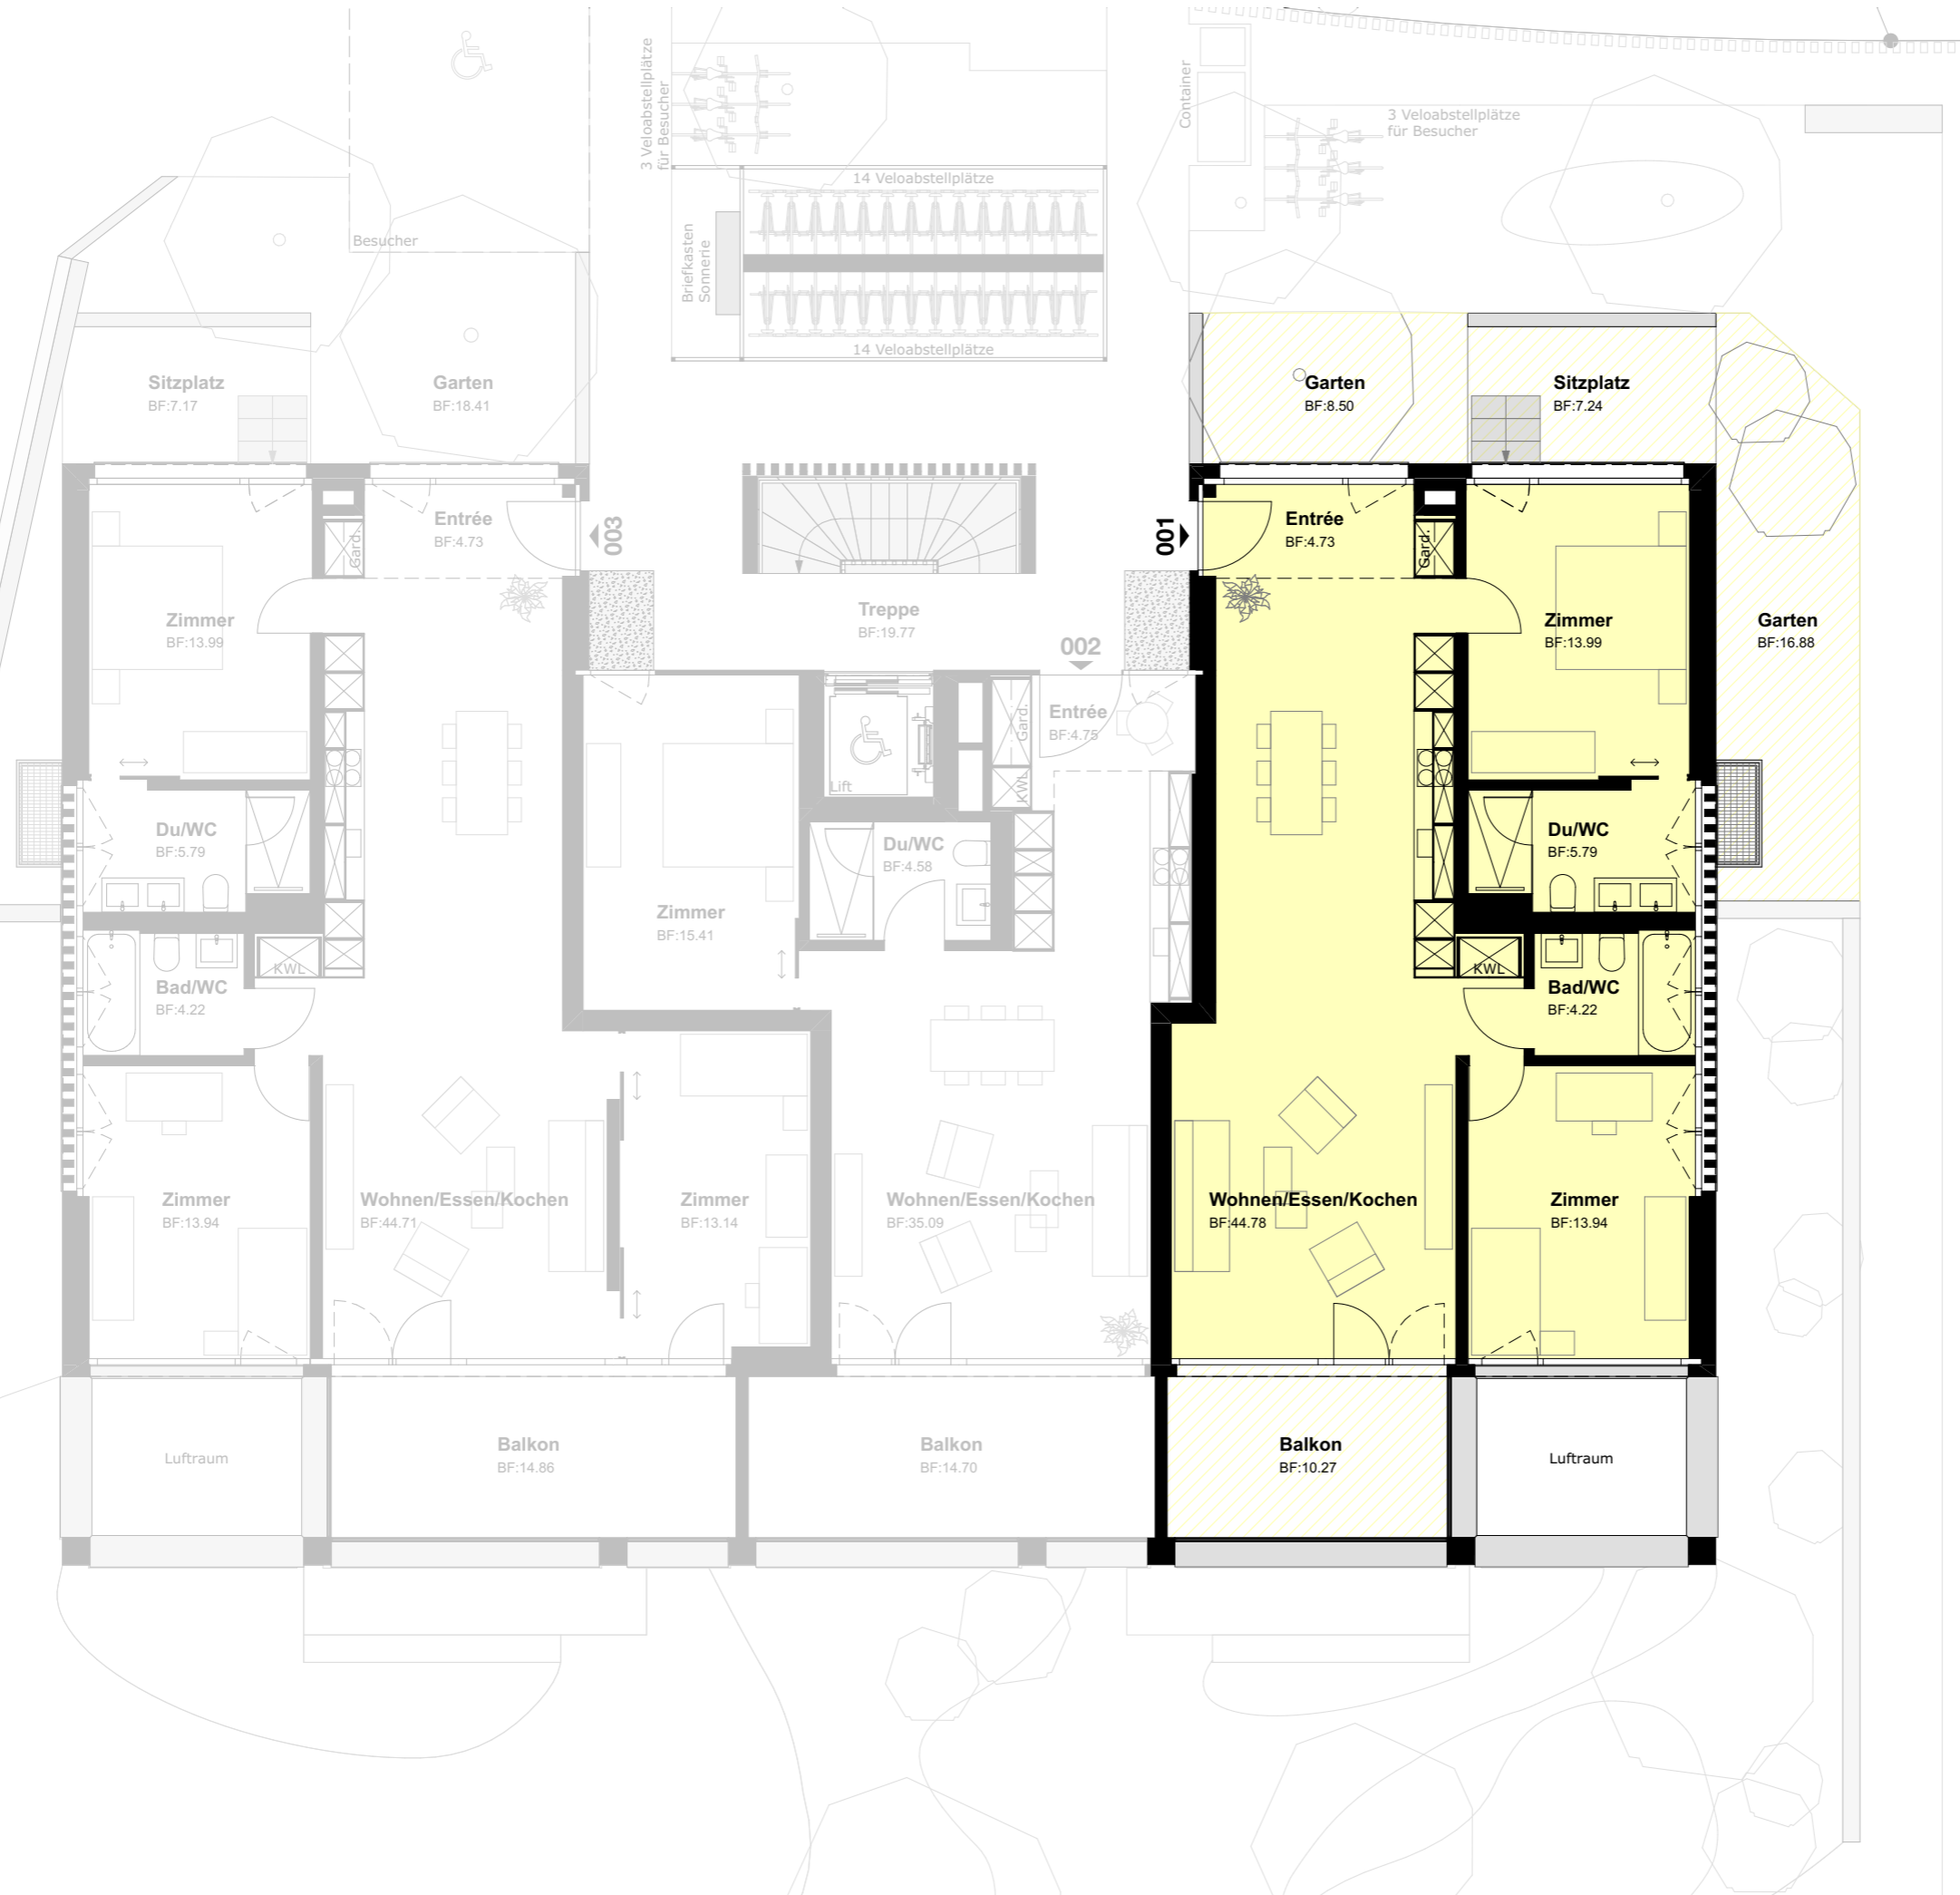 3 Veloabstellplätze
für Besucher
Container
3 Veloabstellplätze
für Besucher
14 Veloabstellplätze
Besucher
Briefkasten
Sonnerie
14 Veloabstellplätze
Sitzplatz
BF:7.17
Garten
BF:18.41
Garten
BF:8.50
Sitzplatz
BF:7.24
Entrée
BF:4.73
Gard.
003
001
Entrée
BF:4.73
Gard.
Zimmer
BF:13.99
Treppe
BF:19.77
002
Zimmer
BF:13.99
Garten
BF:16.88
Gard.
Entrée
BF:4.75
KWL
Lift
Du/WC
BF:5.79
Du/WC
BF:4.58
Du/WC
BF:5.79
Zimmer
BF:15.41
KWL
KWL
Bad/WC
BF:4.22
Bad/WC
BF:4.22
Zimmer
BF:13.94
Wohnen/Essen/Kochen
BF:44.71
Zimmer
BF:13.14
Wohnen/Essen/Kochen
BF:35.09
Wohnen/Essen/Kochen
BF:44.78
Zimmer
BF:13.94
Luftraum
Balkon
BF:14.86
Balkon
BF:14.70
Balkon
BF:10.27
Luftraum